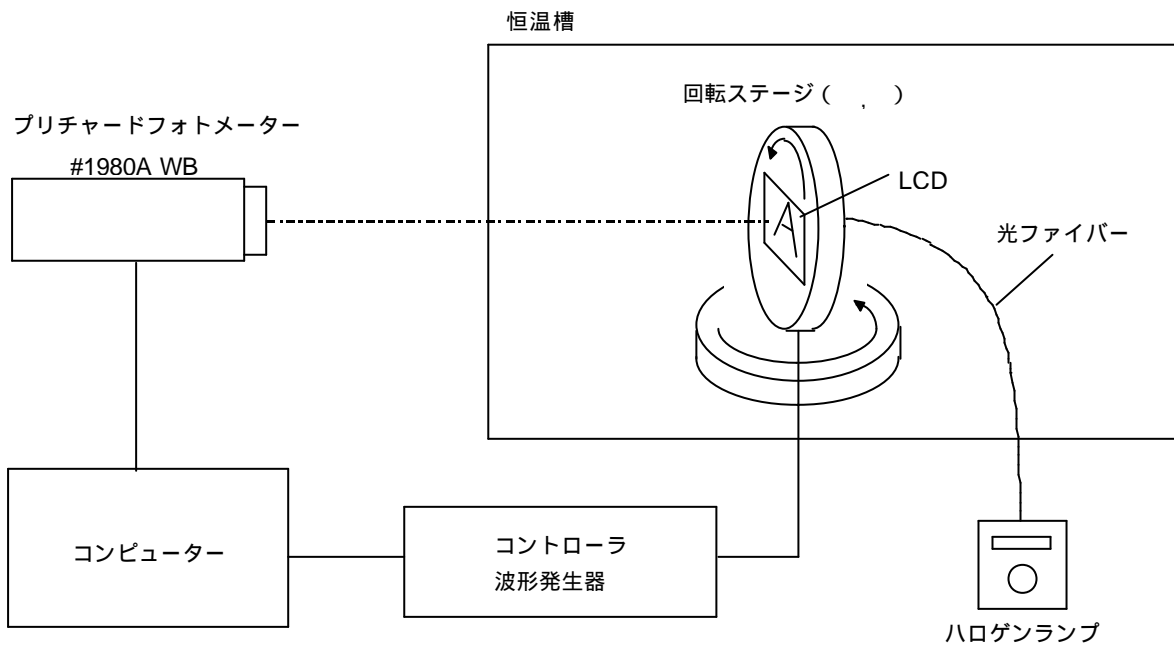 恒温槽
回転ステージ（　,　）
プリチャードフォトメーター
#1980A WB
LCD
A
光ファイバー
コンピューター
コントローラ
波形発生器
ハロゲンランプ